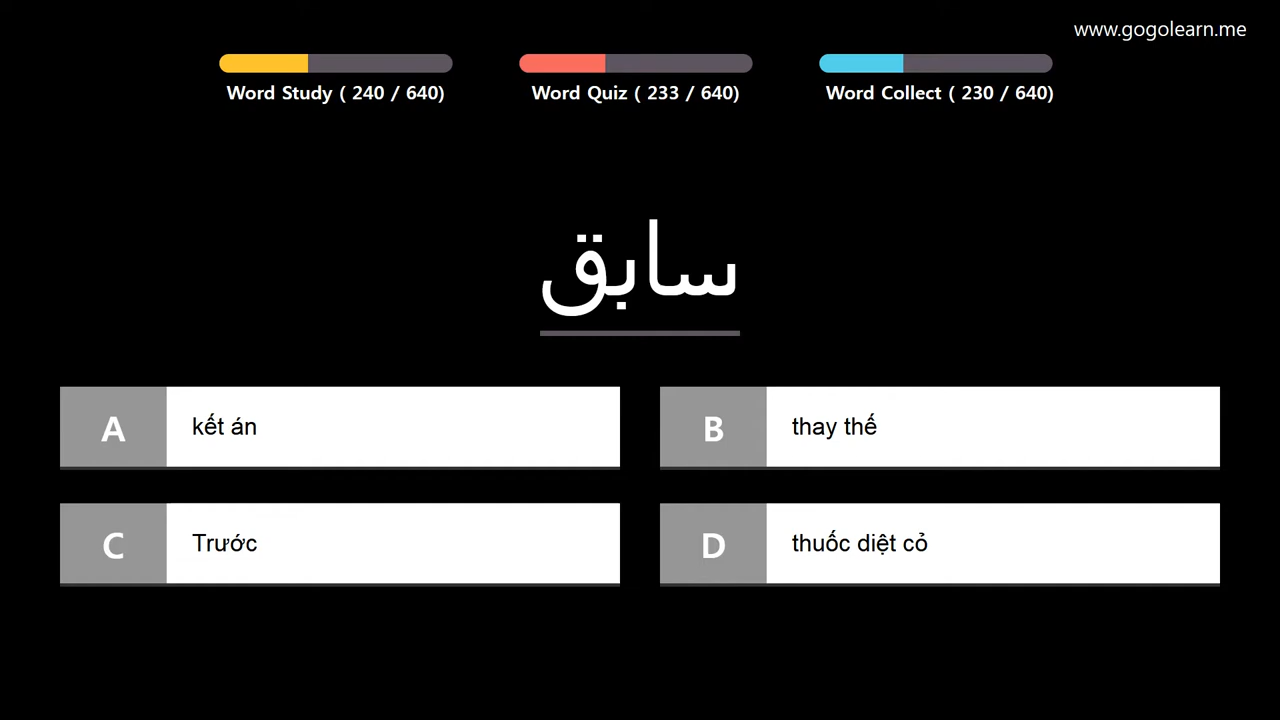 www.gogolearn.me
Word Study ( 240 / 640)
Word Quiz ( 233 / 640)
Word Collect ( 230 / 640)
سابق
A kết án
B thay thế
C Trước
D thuốc diệt cỏ